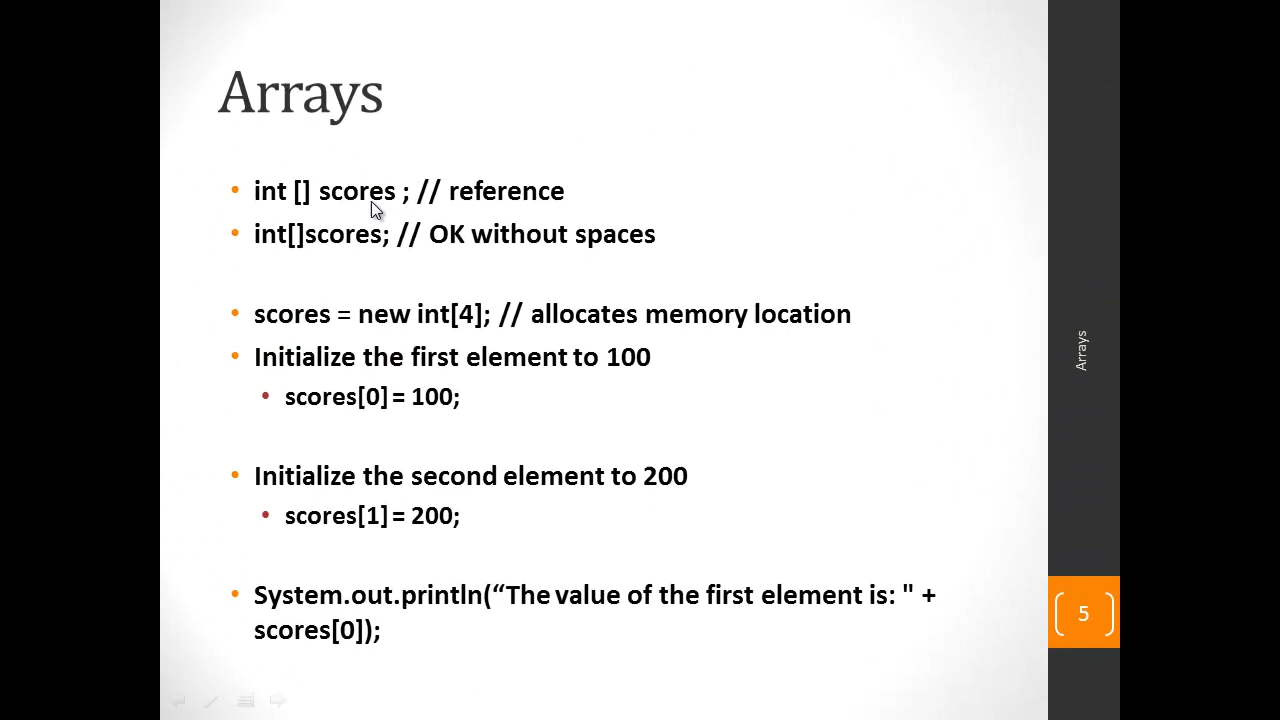 Arrays
• int [] scores ; // reference
• int[]scores; // OK without spaces
• scores = new int[4]; // allocates memory location
• Initialize the first element to 100
• scores[0] = 100;
• Initialize the second element to 200
• scores[1] = 200;
• System.out.println(“The value of the first element is: " +
scores[0]);
Arrays
5